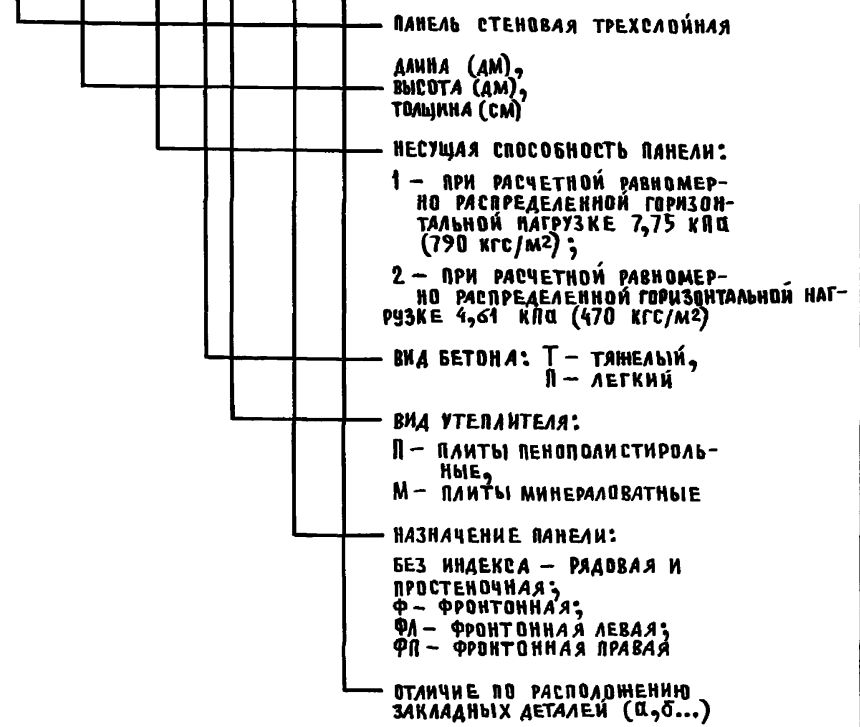 ПАНЕЛЬ СТЕНОВАЯ ТРЕХСЛОЙНАЯ
ДЛИНА (ДМ),
ВЫСОТА (ДМ),
ТОЛЩИНА (СМ)
НЕСУЩАЯ СПОСОБНОСТЬ ПАНЕЛИ:
1 – ПРИ РАСЧЕТНОЙ РАВНОМЕР-
НО РАСПРЕДЕЛЕННОЙ ГОРИЗОН-
ТАЛЬНОЙ НАГРУЗКЕ 7,75 кПа
(790 кгс/м2);
2 – ПРИ РАСЧЕТНОЙ РАВНОМЕР-
НО РАСПРЕДЕЛЕННОЙ ГОРИЗОНТАЛЬНОЙ НАГ-
РУЗКЕ 4,61 кПа (470 кгс/м2)
ВИД БЕТОНА: Т – ТЯЖЕЛЫЙ,
Л – ЛЕГКИЙ
ВИД УТЕПЛИТЕЛЯ:
П – ПЛИТЫ ПЕНОПОЛИСТИРОЛЬ-
НЫЕ,
М – ПЛИТЫ МИНЕРАЛОВАТНЫЕ
НАЗНАЧЕНИЕ ПАНЕЛИ:
БЕЗ ИНДЕКСА – РЯДОВАЯ И
ПРОСТЕНОЧНАЯ;
Ф – ФРОНТОННАЯ;
ФЛ – ФРОНТОННАЯ ЛЕВАЯ;
ФП – ФРОНТОННАЯ ПРАВАЯ
ОТЛИЧИЕ ПО РАСПОЛОЖЕНИЮ
ЗАКЛАДНЫХ ДЕТАЛЕЙ (а,б...)